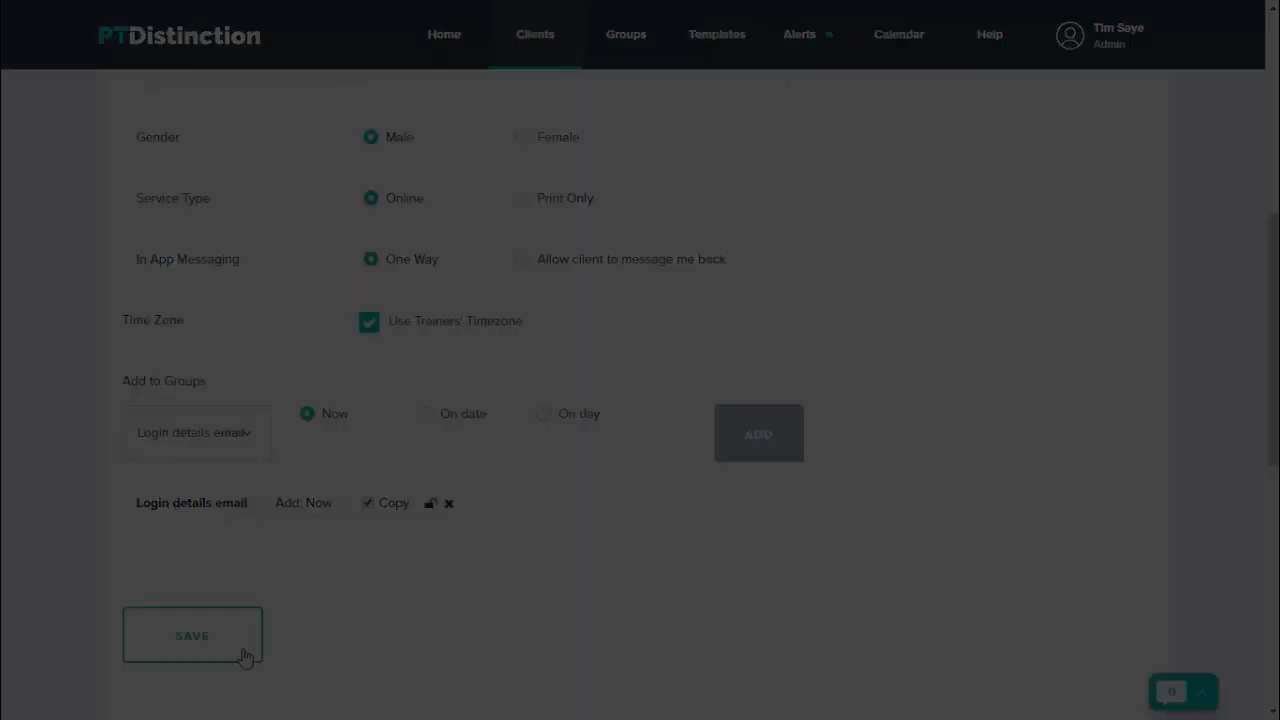 PTDistinction
Home
Clients
Groups
Templates
Alerts
Calendar
Help
Tim Saye
Admin
Gender
Male
Female
Service Type
Online
Print Only
In App Messaging
One Way
Allow client to message me back
Time Zone
Use Trainers' Timezone
Add to Groups
Login details email
Now
On date
On day
ADD
Login details email
Add: Now
Copy
SAVE
0